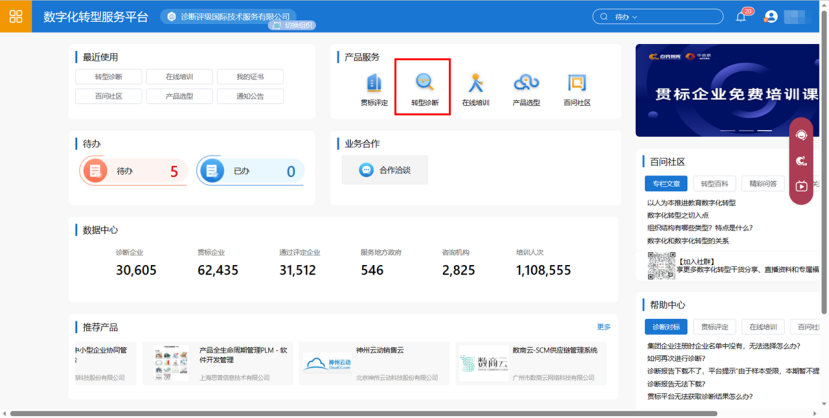 数字化转型服务平台
诊断评级国际技术服务有限公司
切换组织
待办
20
最近使用
转型诊断
在线培训
我的证书
百问社区
产品选型
通知公告
产品服务
贯标评定
转型诊断
在线培训
产品选型
百问社区
贯标企业免费培训课
待办
待办
5
已办
0
业务合作
合作洽谈
百问社区
专栏文章
转型百科
精彩问答
以人为本推进教育数字化转型
数字化转型之切入点
组织结构有哪些类型？特点是什么？
数字化和数字化转型的关系
【加入社群】
享更多数字化转型干货分享、直播资料和专属福
数据中心
诊断企业
贯标企业
通过评定企业
服务地方政府
咨询机构
培训人次
30,605
62,435
31,512
546
2,825
1,108,555
帮助中心
诊断对标
贯标评定
在线培训
百问社
集团企业注册时企业名单中没有，无法选择怎么办？
如何再次进行诊断？
诊断报告下载不了，平台提示“由于样本受限，本期暂不提
诊断报告无法下载？
贯标平台无法获取诊断结果怎么办？
推荐产品
更多
中小型企业协同管
科技股份有限公司
产品全生命周期管理PLM - 软
件开发管理
上海思普信息技术有限公司
神州云动
神州云动销售云
北京神州云动科技股份有限公司
数商云
数商云-SCM供应链管理系统
广州市数商云网络科技有限公司